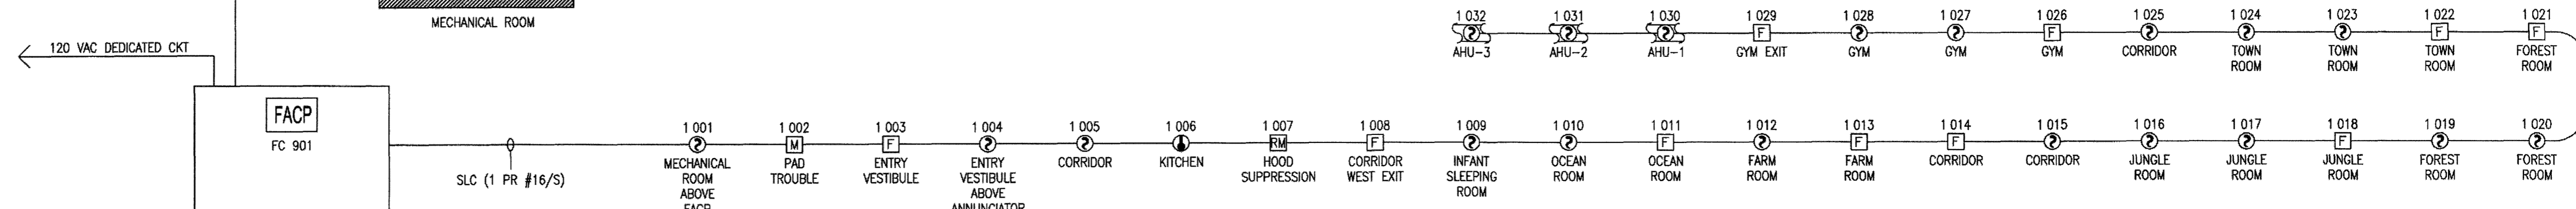 MECHANICAL ROOM
120 VAC DEDICATED CKT
1 032 1 031 1 030 1 029 1 028 1 027 1 026 1 025 1 024 1 023 1 022 1 021
F F F F
AHU-3 AHU-2 AHU-1 GYM EXIT GYM GYM GYM CORRIDOR TOWN TOWN TOWN FOREST
ROOM ROOM ROOM ROOM
FACP
FC 901
SLC (1 PR #16/S)
1 001 1 002 1 003 1 004 1 005 1 006 1 007 1 008 1 009 1 010 1 011 1 012 1 013 1 014 1 015 1 016 1 017 1 018 1 019 1 020
M F RM F F F F F
MECHANICAL PAD ENTRY ENTRY CORRIDOR KITCHEN HOOD CORRIDOR INFANT OCEAN OCEAN FARM FARM CORRIDOR CORRIDOR JUNGLE JUNGLE JUNGLE FOREST FOREST
ROOM TROUBLE VESTIBULE VESTIBULE SUPPRESSION WEST EXIT SLEEPING ROOM ROOM ROOM ROOM ROOM ROOM ROOM ROOM ROOM
ABOVE ABOVE ROOM
FACP ANNUNCIATOR